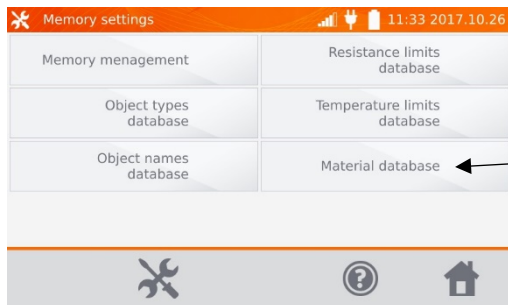 Memory settings
11:33 2017.10.26
Memory menagement
Resistance limits
database
Object types
database
Temperature limits
database
Object names
database
Material database
?